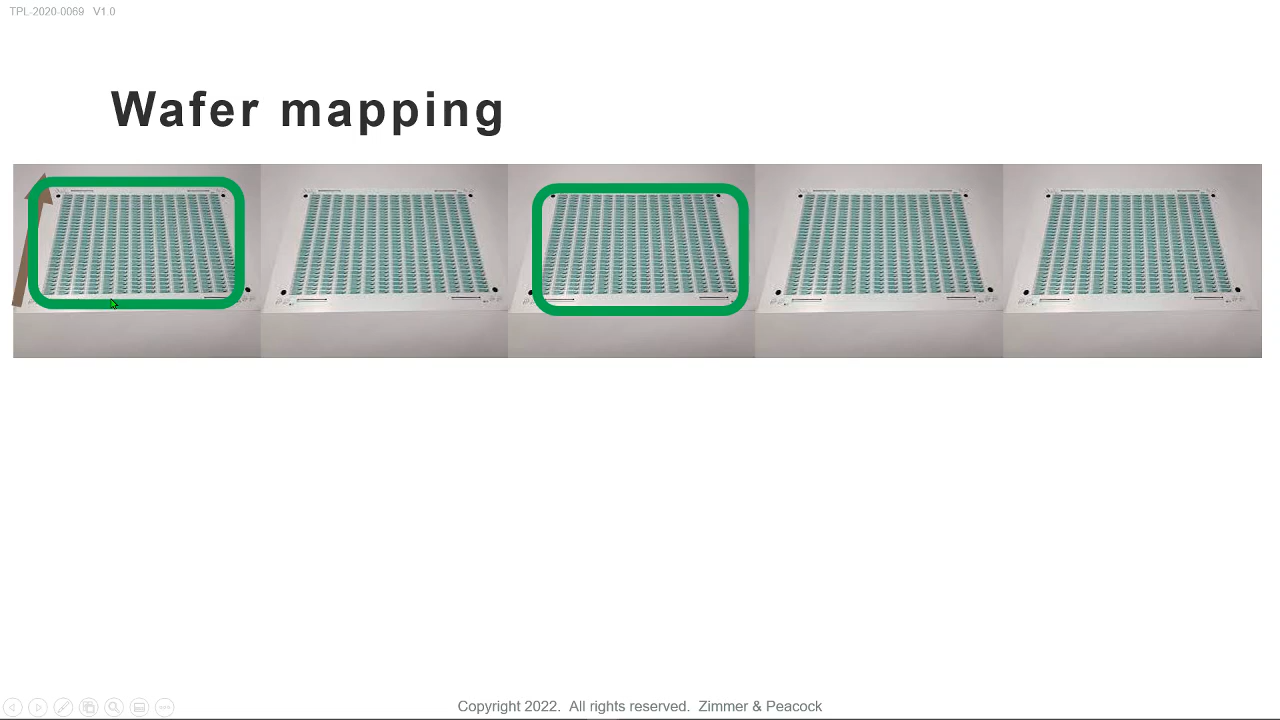 TPL-2020-0069 V1.0
Wafer mapping
Copyright 2022. All rights reserved. Zimmer & Peacock